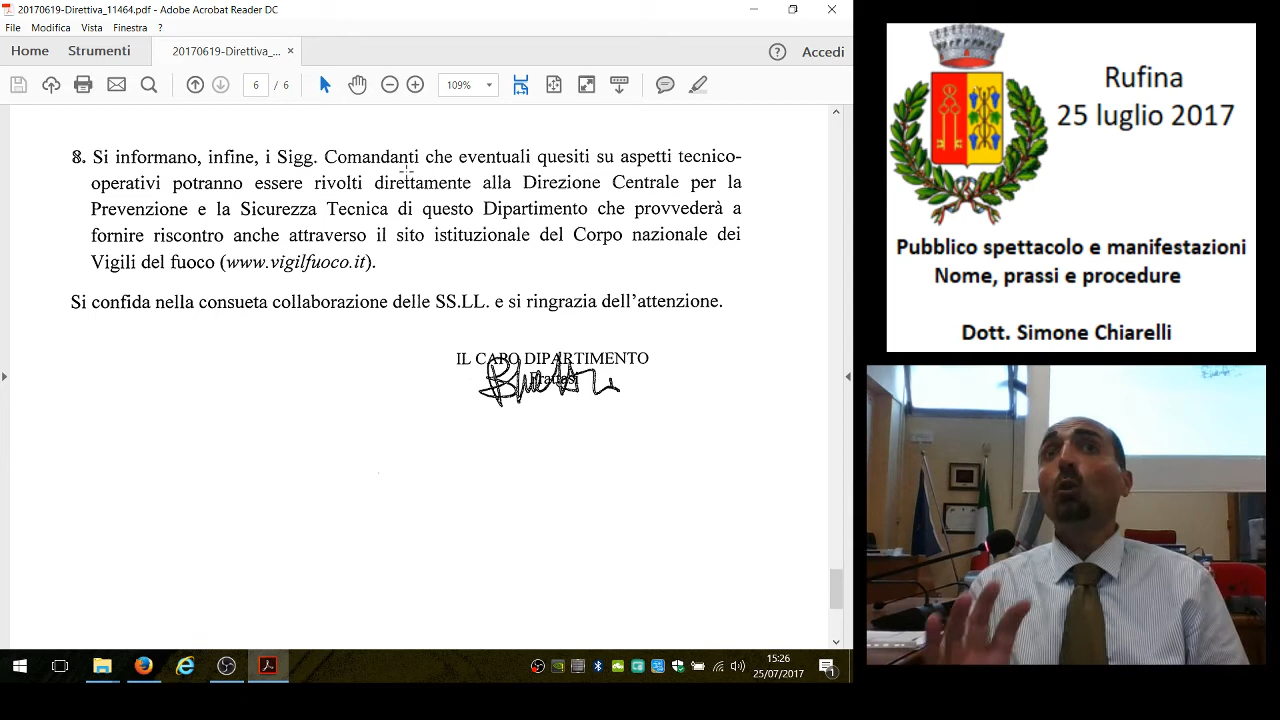 20170619-Direttiva_11464.pdf - Adobe Acrobat Reader DC
File Modifica Vista Finestra
Home Strumenti 20170619-Direttiva_... × Accedi
6 / 6 109%
8. Si informano, infine, i Sigg. Comandanti che eventuali quesiti su aspetti tecnico-
operativi potranno essere rivolti direttamente alla Direzione Centrale per la
Prevenzione e la Sicurezza Tecnica di questo Dipartimento che provvederà a
fornire riscontro anche attraverso il sito istituzionale del Corpo nazionale dei
Vigili del fuoco (www.vigilfuoco.it).
Si confida nella consueta collaborazione delle SS.LL. e si ringrazia dell'attenzione.
IL CAPO DIPARTIMENTO
15:26
25/07/2017
1
Rufina
25 luglio 2017
Pubblico spettacolo e manifestazioni
Nome, prassi e procedure
Dott. Simone Chiarelli